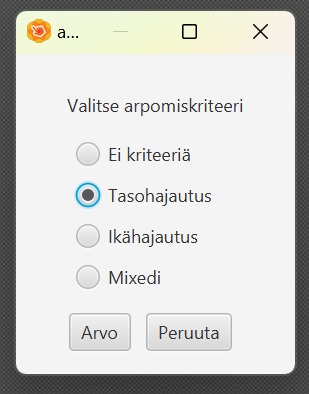 a...
Valitse arpomiskriteeri
Ei kriteeriä
Tasohajautus
Ikähajautus
Mixedi
Arvo Peruuta